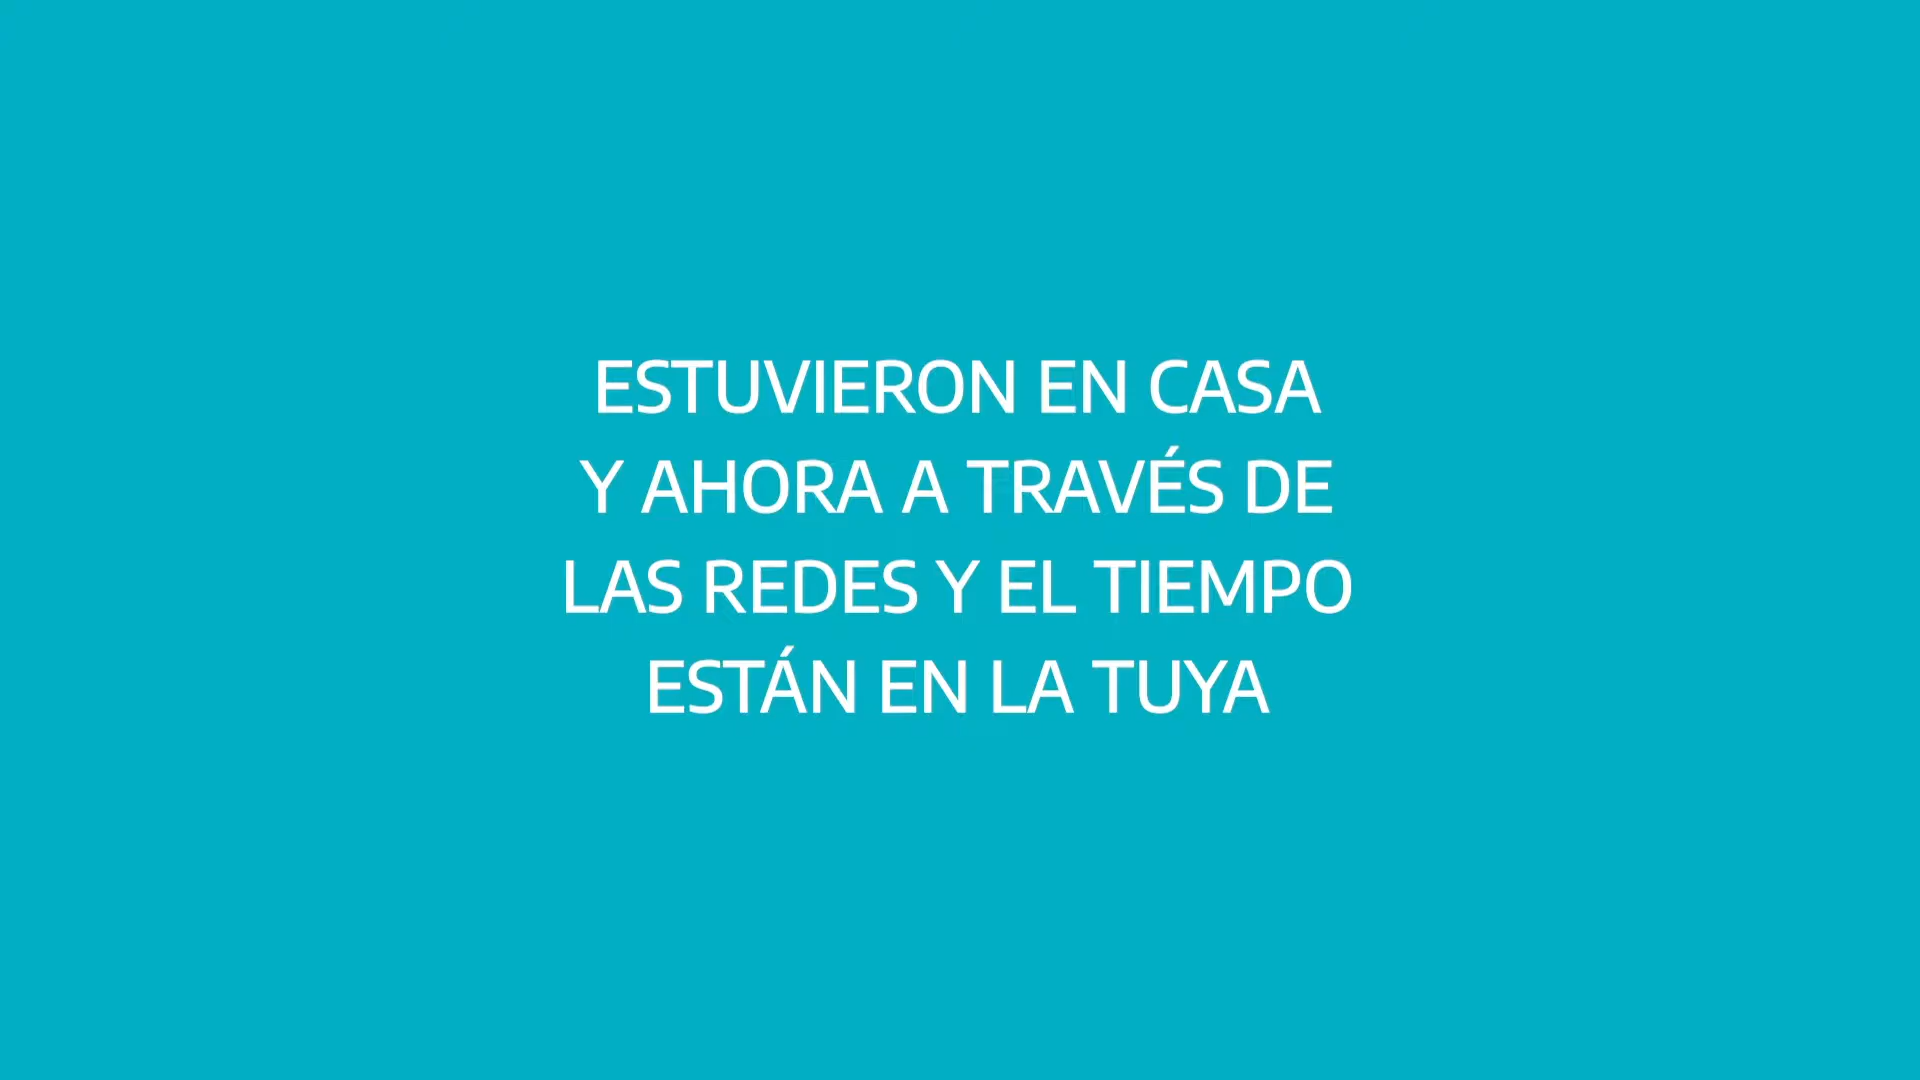 ESTUVIERON EN CASA
Y AHORA A TRAVÉS DE
LAS REDES Y EL TIEMPO
ESTÁN EN LA TUYA